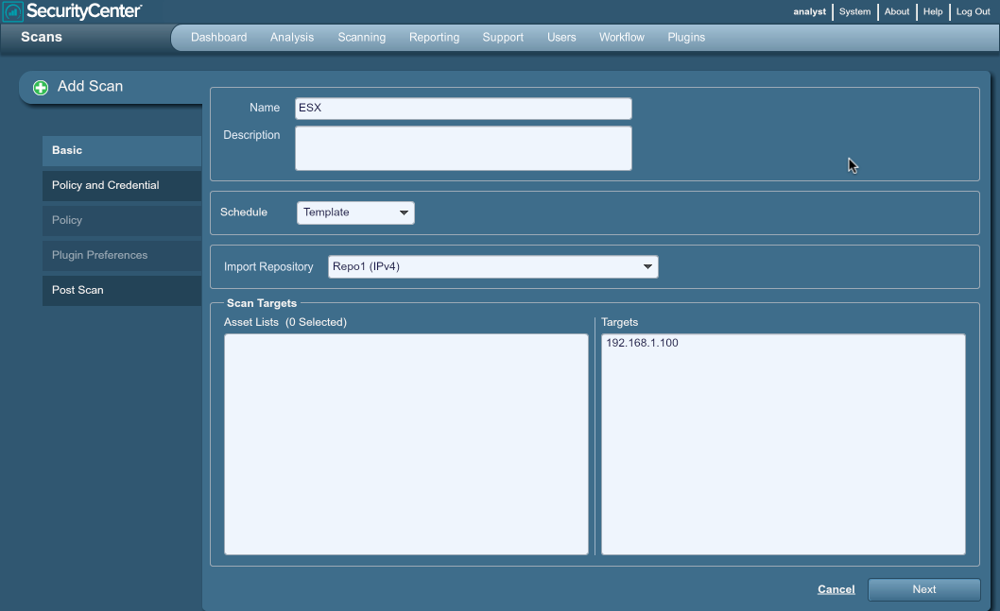 SecurityCenter
analyst System About Help Log Out
Scans
Dashboard Analysis Scanning Reporting Support Users Workflow Plugins
Add Scan
Basic
Policy and Credential
Policy
Plugin Preferences
Post Scan
Name ESX
Description
Schedule Template
Import Repository Repo1 (IPv4)
Scan Targets
Asset Lists (0 Selected) Targets
192.168.1.100
Cancel Next